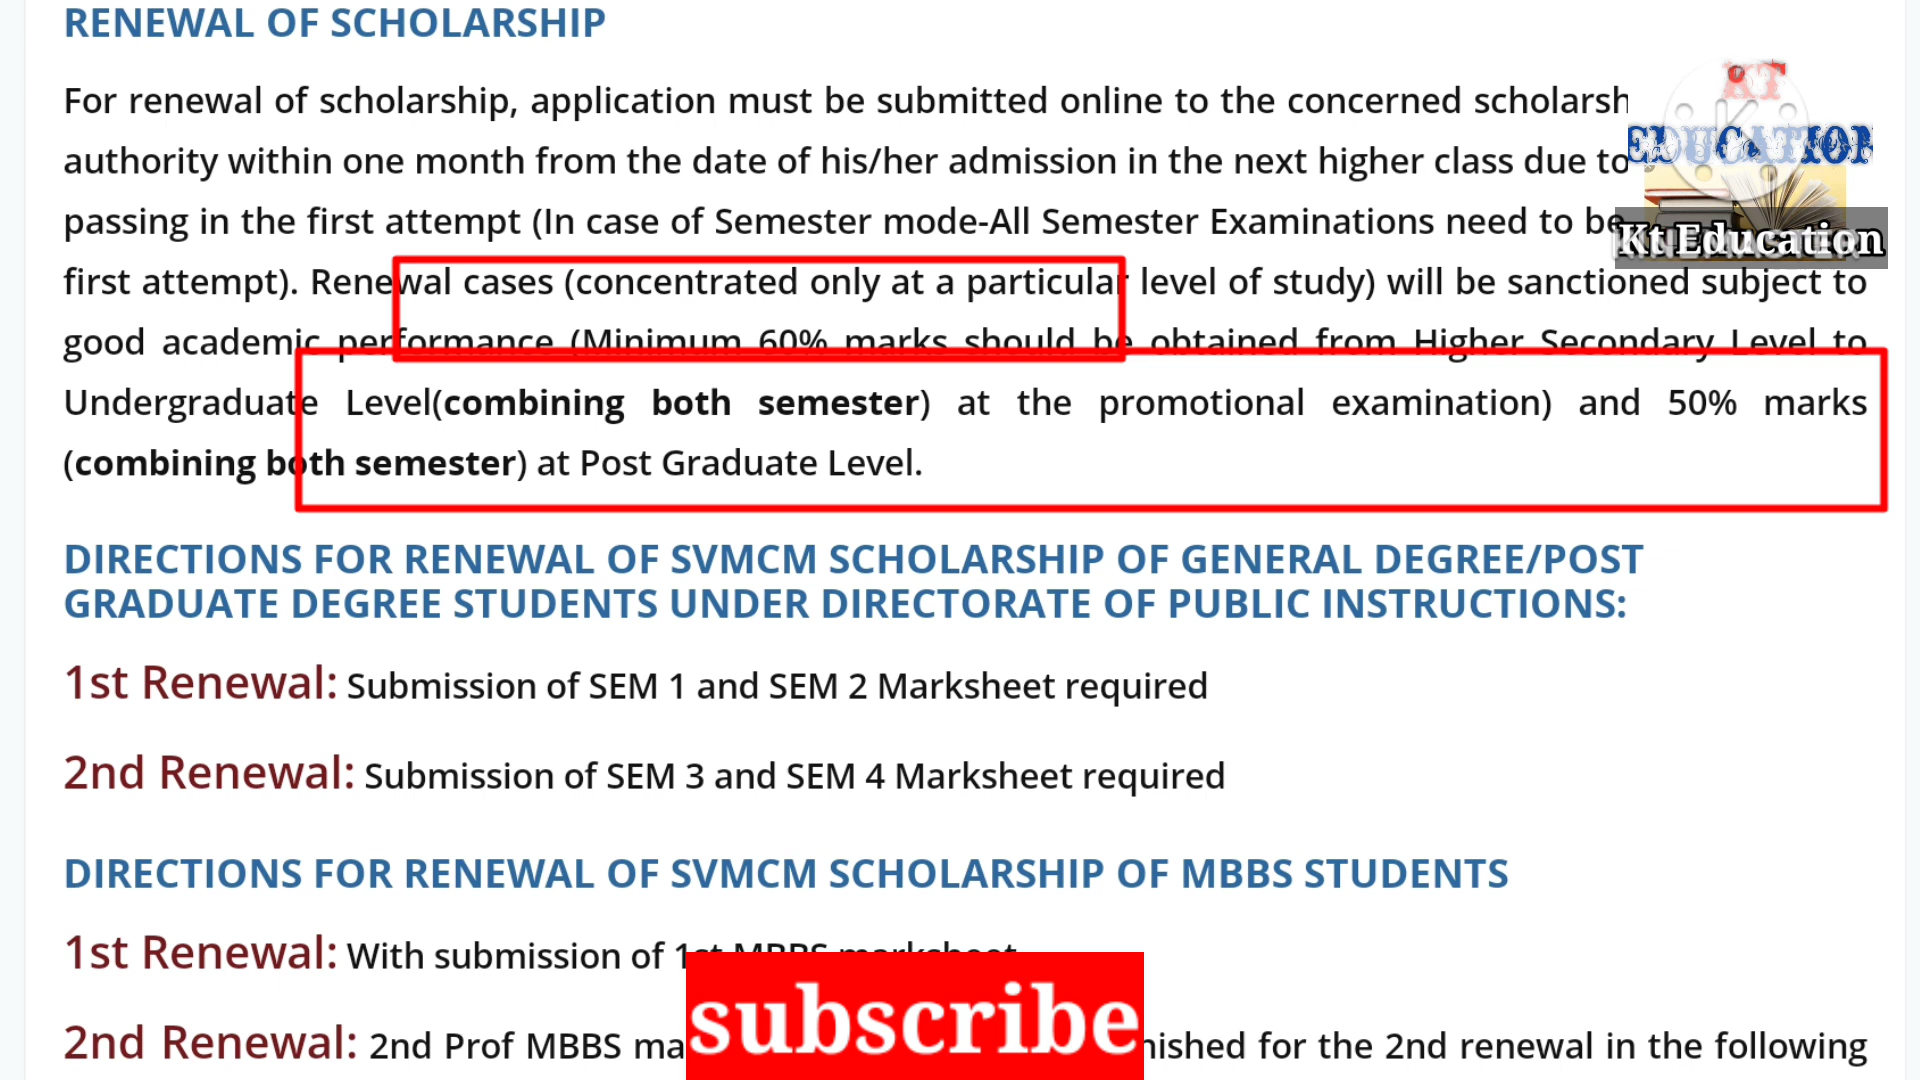 RENEWAL OF SCHOLARSHIP
For renewal of scholarship, application must be submitted online to the concerned
authority within one month from the date of his/her admission in the next higher class due to
passing in the first attempt (In case of Semester mode-All Semester Examinations need to be
first attempt). Renewal cases (concentrated only at a particular level of study) will be sanctioned subject to
good academic performance (Minimum 60% marks should be obtained from Higher Secondary Level to
Undergraduate Level(combining both semester) at the promotional examination) and 50% marks
(combining both semester) at Post Graduate Level.
KT
EDUCATION
Kt Education
DIRECTIONS FOR RENEWAL OF SVMCM SCHOLARSHIP OF GENERAL DEGREE/POST
GRADUATE DEGREE STUDENTS UNDER DIRECTORATE OF PUBLIC INSTRUCTIONS:
1st Renewal: Submission of SEM 1 and SEM 2 Marksheet required
2nd Renewal: Submission of SEM 3 and SEM 4 Marksheet required
DIRECTIONS FOR RENEWAL OF SVMCM SCHOLARSHIP OF MBBS STUDENTS
1st Renewal: With submission of 1st MBBS marksheet
2nd Renewal: 2nd Prof MBBS for the 2nd renewal in the following
subscribe